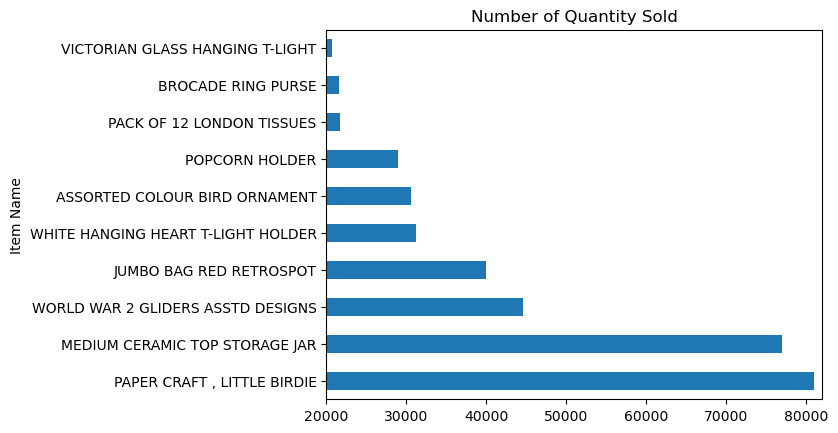 Number of Quantity Sold
Item Name
VICTORIAN GLASS HANGING T-LIGHT
BROCADE RING PURSE
PACK OF 12 LONDON TISSUES
POPCORN HOLDER
ASSORTED COLOUR BIRD ORNAMENT
WHITE HANGING HEART T-LIGHT HOLDER
JUMBO BAG RED RETROSPOT
WORLD WAR 2 GLIDERS ASSTD DESIGNS
MEDIUM CERAMIC TOP STORAGE JAR
PAPER CRAFT , LITTLE BIRDIE
20000 30000 40000 50000 60000 70000 80000